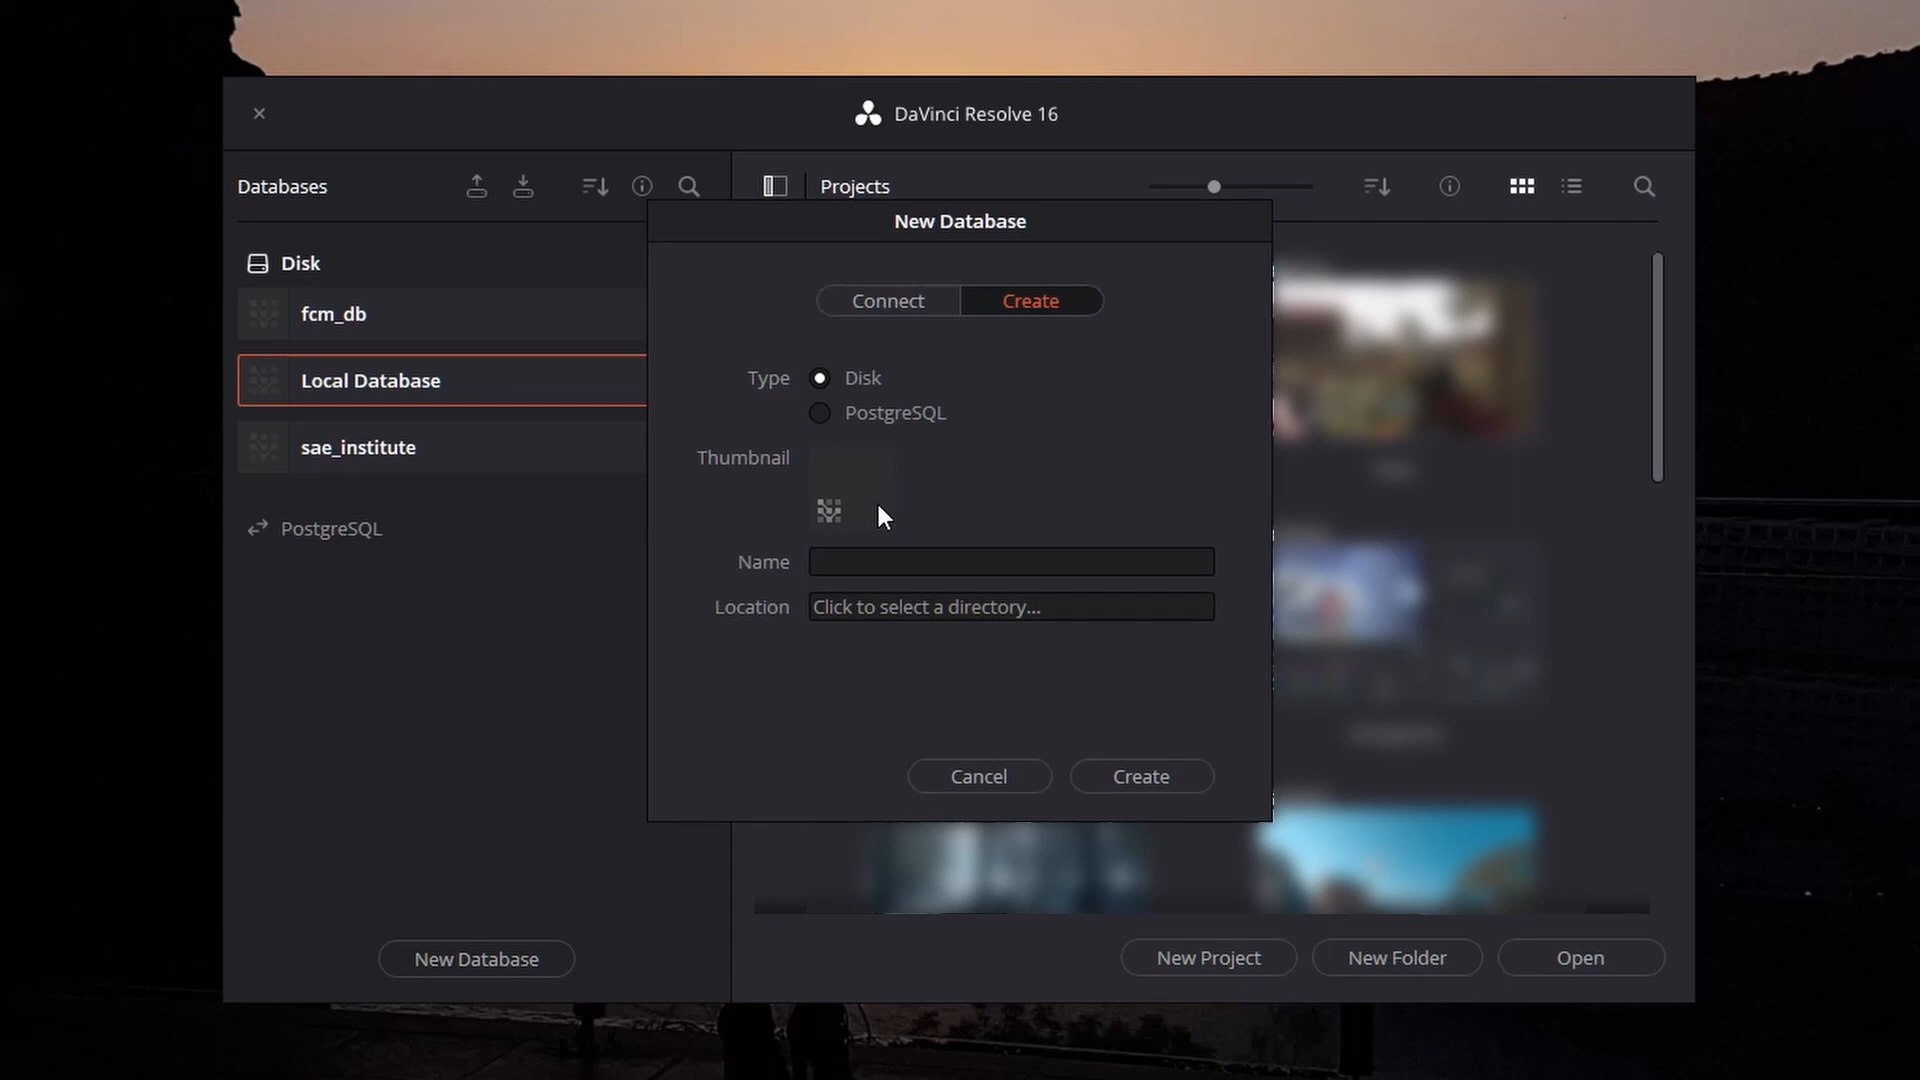 DaVinci Resolve 16
Databases
Projects
New Database
Disk
fcm_db
Local Database
sae_institute
PostgreSQL
Connect
Create
Type
Disk
PostgreSQL
Thumbnail
Name
Location
Click to select a directory...
Cancel
Create
New Database
New Project
New Folder
Open